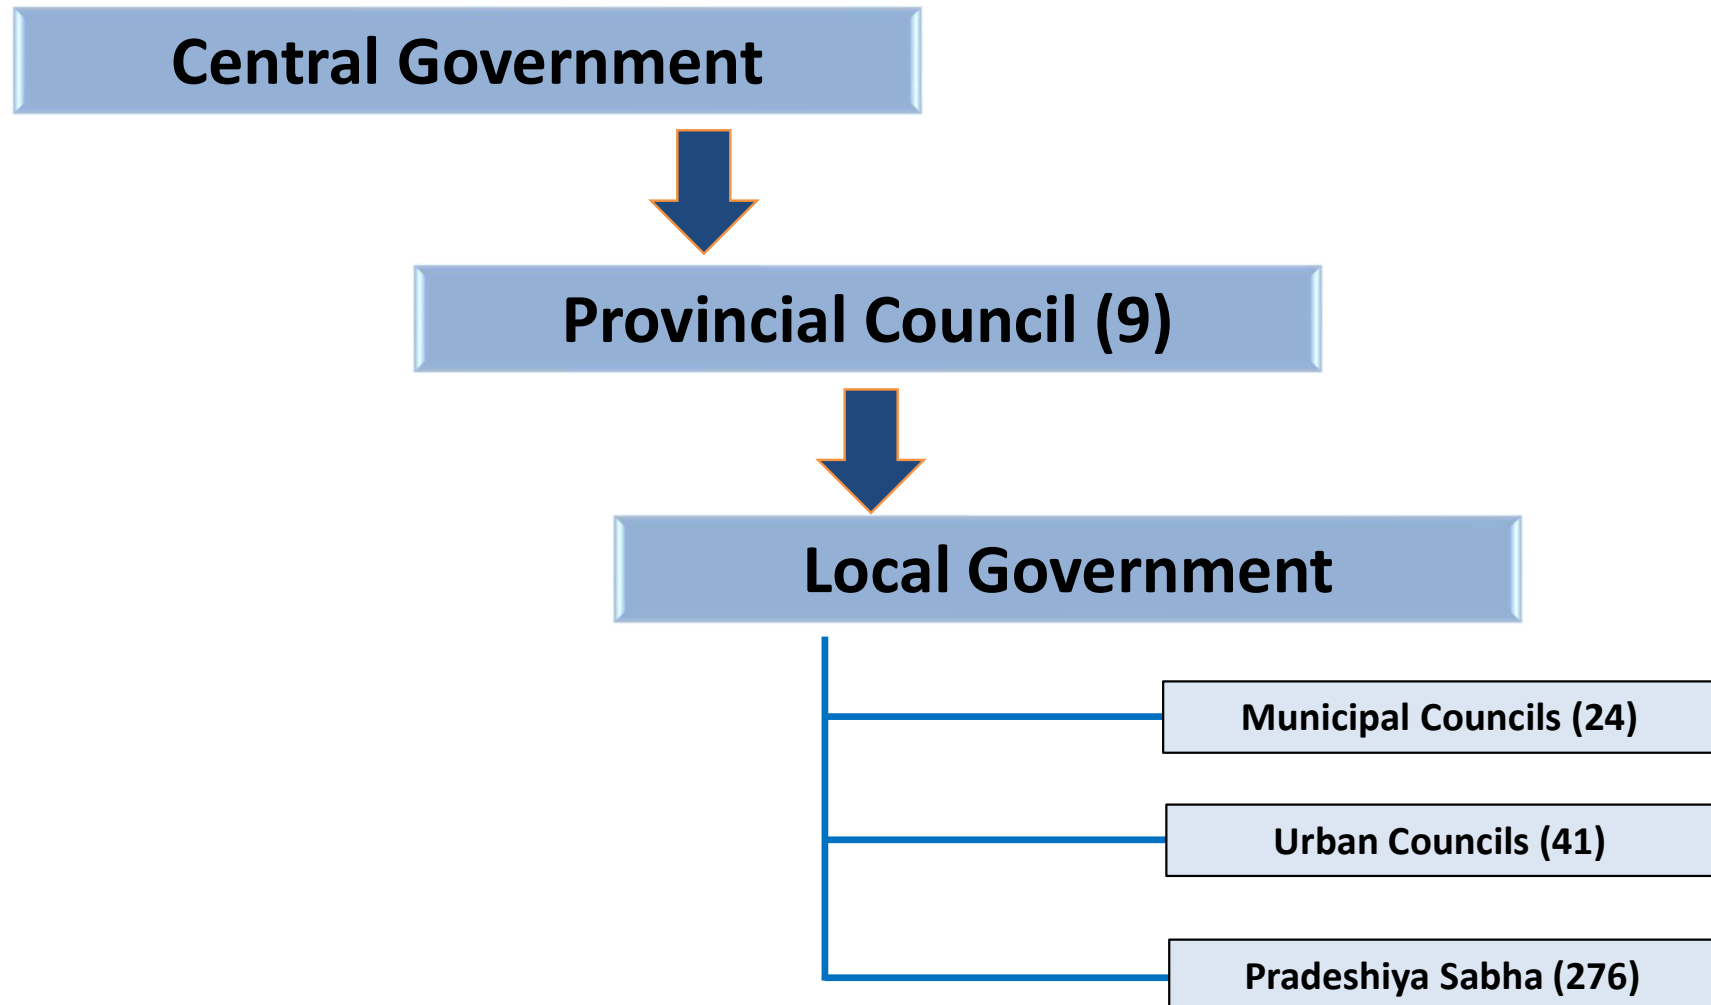 Central Government
Provincial Council (9)
Local Government
Municipal Councils (24)
Urban Councils (41)
Pradeshiya Sabha (276)